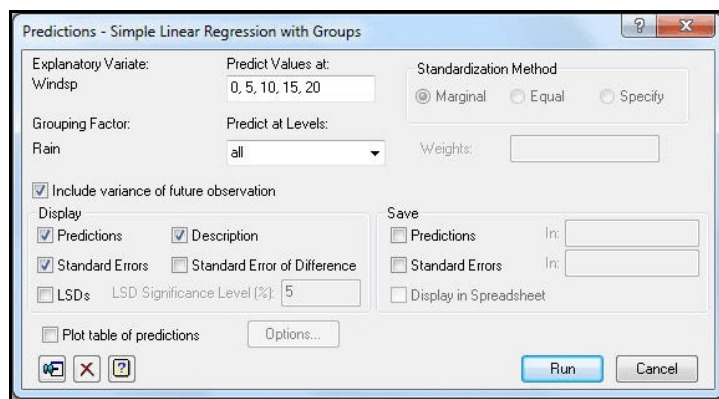 Predictions - Simple Linear Regression with Groups
Explanatory Variate:
Predict Values at:
Windsp
0, 5, 10, 15, 20
Standardization Method
Marginal
Equal
Specify
Grouping Factor:
Predict at Levels:
Rain
all
Weights:
Include variance of future observation
Display
Predictions
Description
Standard Errors
Standard Error of Difference
LSDs
LSD Significance Level (%):
5
Save
Predictions
In:
Standard Errors
In:
Display in Spreadsheet
Plot table of predictions
Options...
Run
Cancel